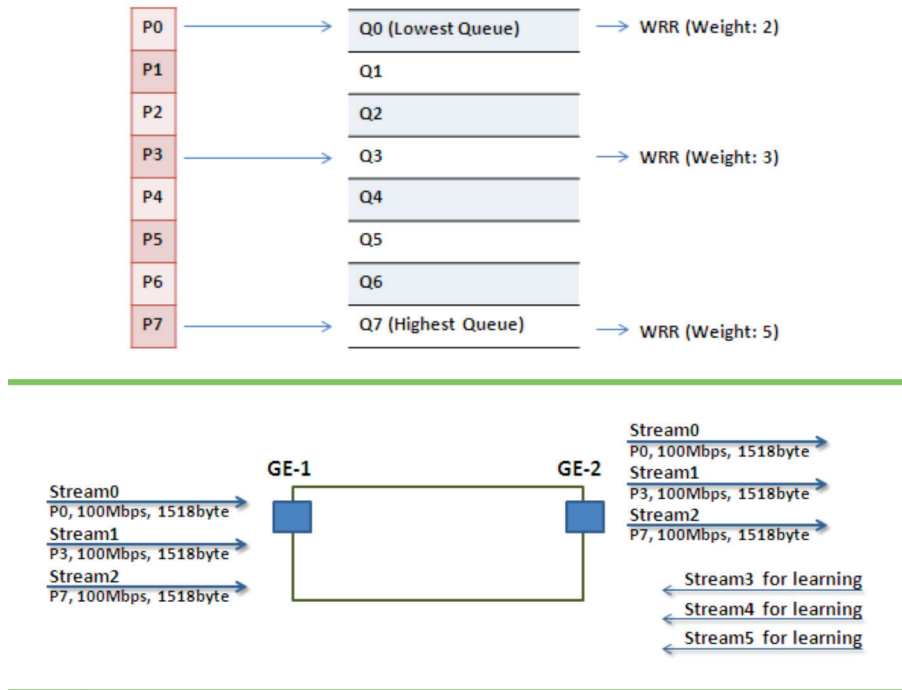 P0
Q0 (Lowest Queue)
WRR (Weight: 2)
P1
Q1
P2
Q2
P3
Q3
WRR (Weight: 3)
P4
Q4
P5
Q5
P6
Q6
P7
Q7 (Highest Queue)
WRR (Weight: 5)
GE-1
GE-2
Stream0
P0, 100Mbps, 1518byte
Stream1
P3, 100Mbps, 1518byte
Stream2
P7, 100Mbps, 1518byte
Stream0
P0, 100Mbps, 1518byte
Stream1
P3, 100Mbps, 1518byte
Stream2
P7, 100Mbps, 1518byte
Stream3 for learning
Stream4 for learning
Stream5 for learning